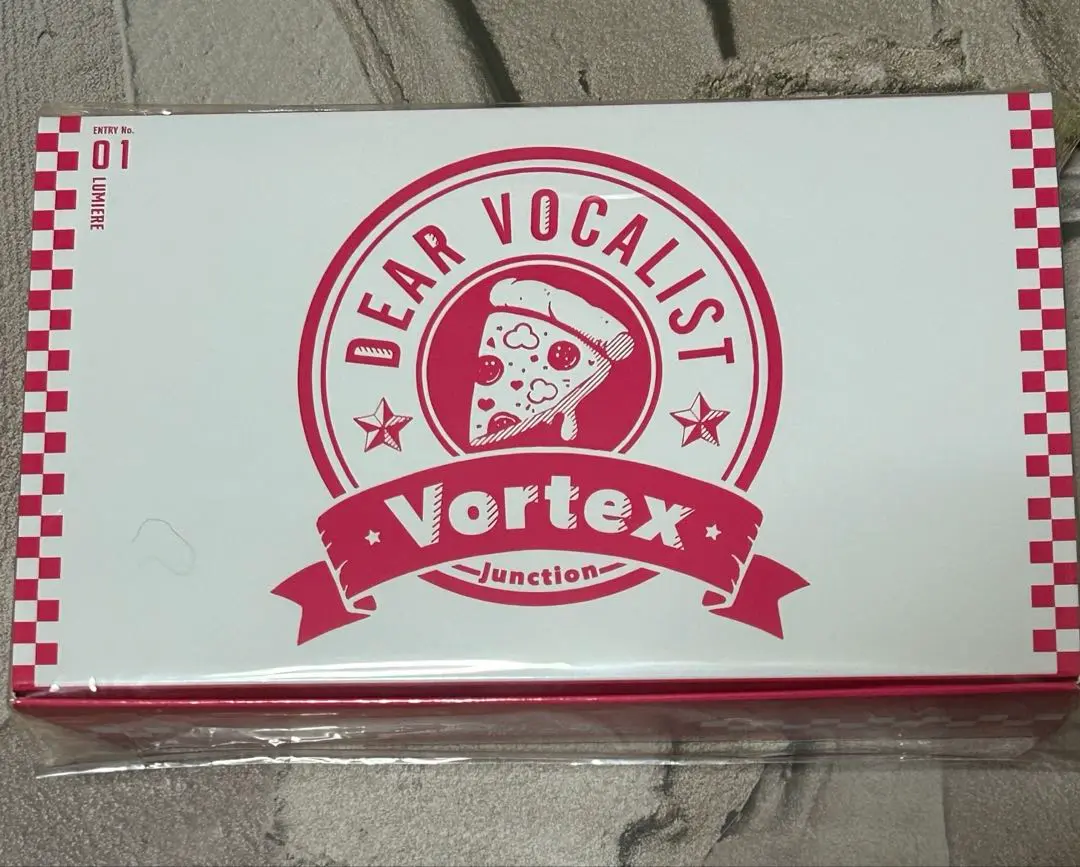 ENTRY No.
01
LUMIERE
DEAR VOCALIST
Vortex
Junction